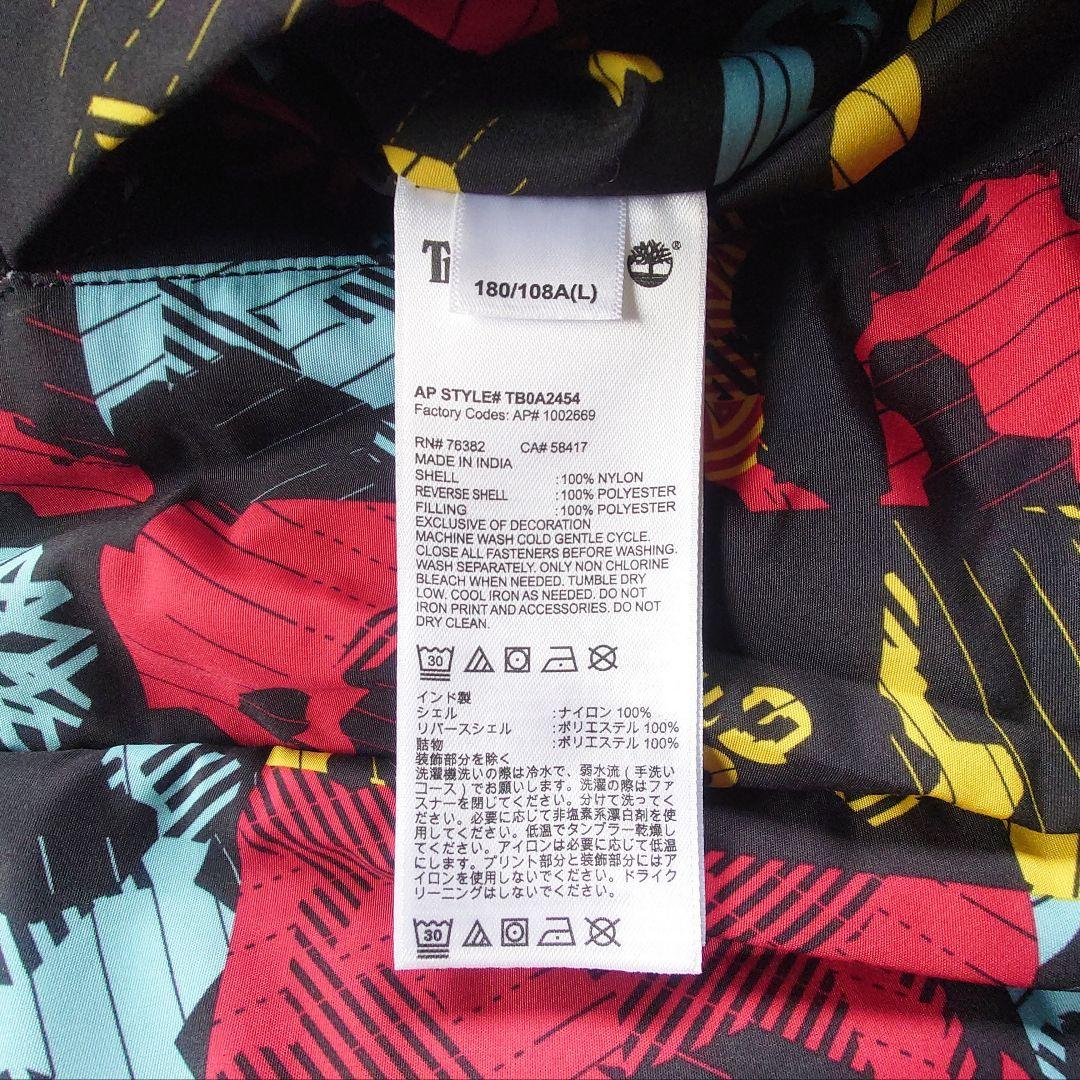 180/108A(L)
®
AP STYLE# TB0A2454
Factory Codes: AP# 1002669
RN# 76382 CA# 58417
MADE IN INDIA
SHELL : 100% NYLON
REVERSE SHELL : 100% POLYESTER
FILLING : 100% POLYESTER
EXCLUSIVE OF DECORATION
MACHINE WASH COLD GENTLE CYCLE.
CLOSE ALL FASTENERS BEFORE WASHING.
WASH SEPARATELY. ONLY NON CHLORINE
BLEACH WHEN NEEDED. TUMBLE DRY
LOW. COOL IRON AS NEEDED. DO NOT
IRON PRINT AND ACCESSORIES. DO NOT
DRY CLEAN.
30
インド製
シェル : ナイロン 100%
リバースシェル : ポリエステル 100%
詰物 : ポリエステル 100%
装飾部分を除く
洗濯機洗いの際は冷水で、弱水流(手洗い
コース)でお願いします。洗濯の際はファ
スナーを閉じてください。分けて洗ってく
ださい。必要に応じて非塩素系漂白剤を使
用してください。低温でタンブラー乾燥し
てください。アイロンは必要に応じて低温
にします。プリント部分と装飾部分にはア
イロンを使用しないでください。ドライク
リーニングはしないでください。
30